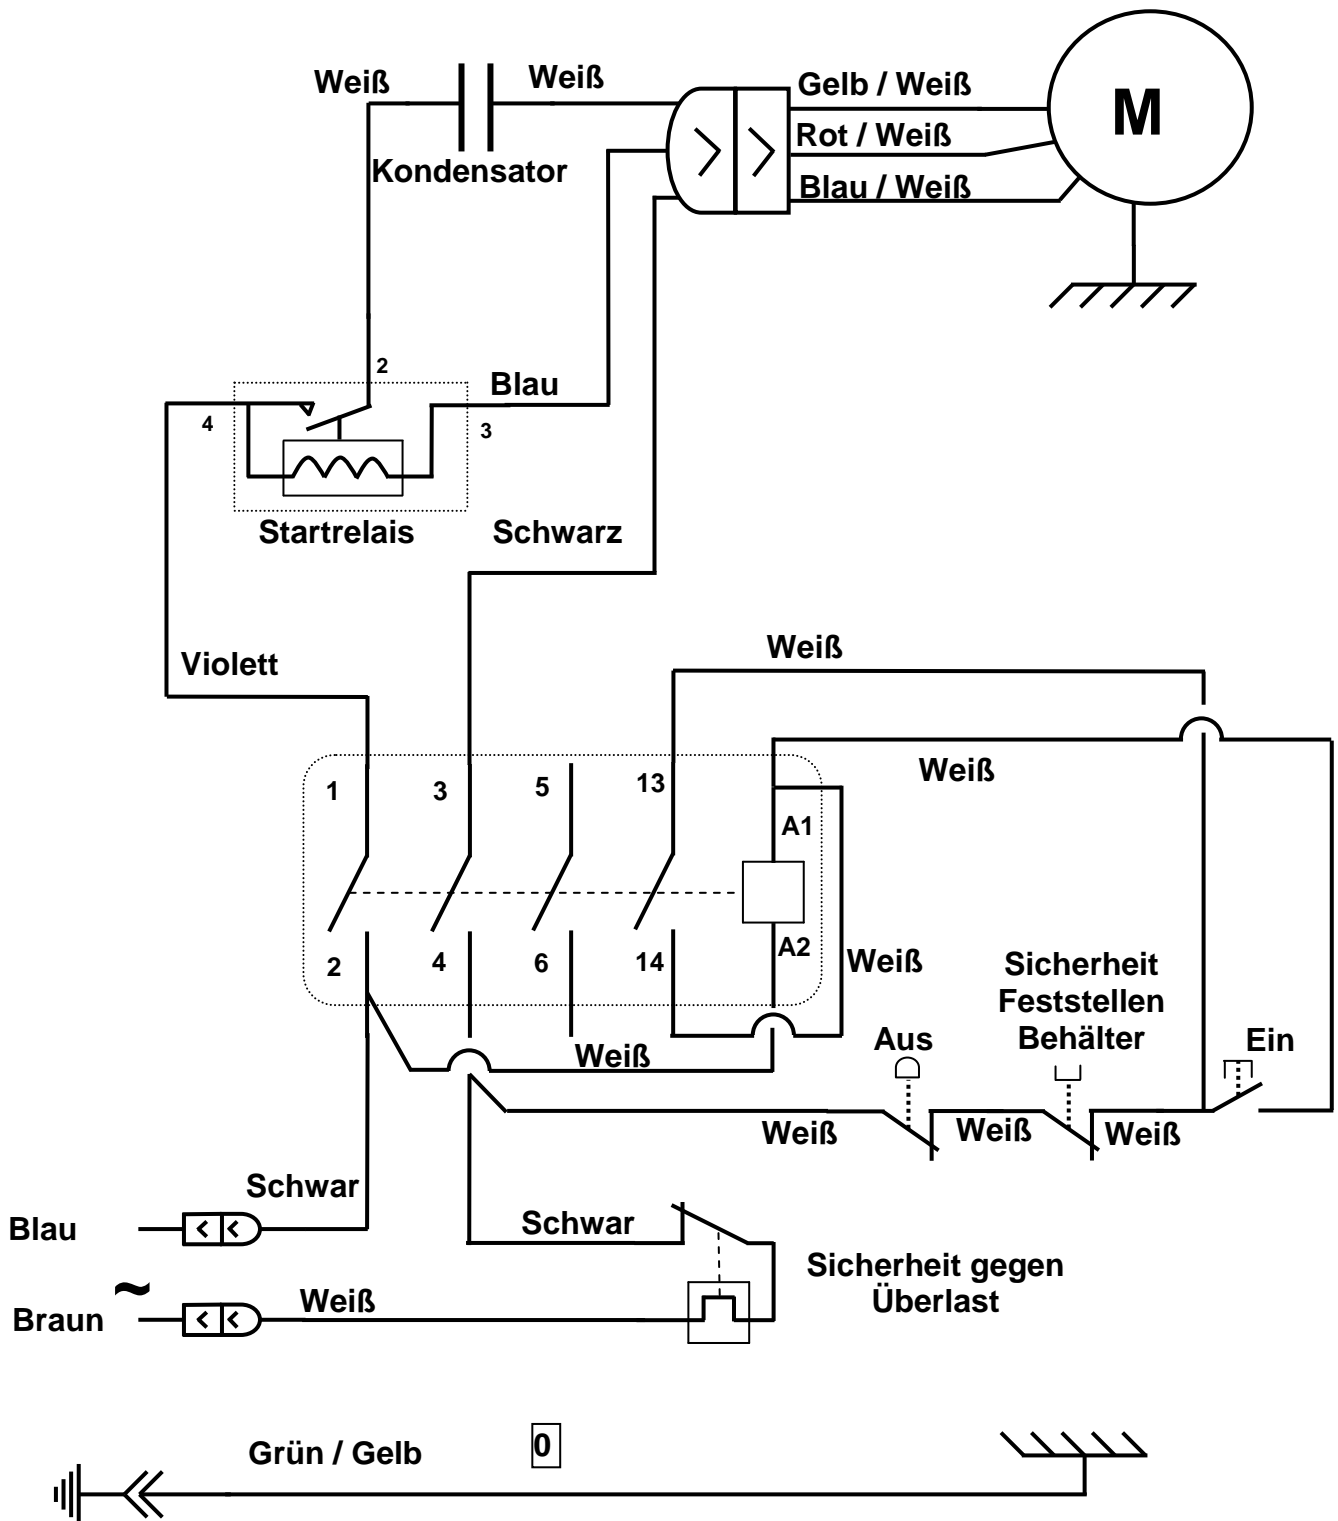 Weiß
Weiß
Kondensator
Gelb / Weiß
Rot / Weiß
Blau / Weiß
M
2
Blau
4
3
Startrelais
Schwarz
Violett
Weiß
Weiß
1
3
5
13
A1
2
4
6
14
A2
Weiß
Weiß
Sicherheit
Feststellen
Behälter
Aus
Ein
Weiß
Weiß
Weiß
Schwar
Blau
Schwar
~
Braun
Weiß
Sicherheit gegen
Überlast
Grün / Gelb
0